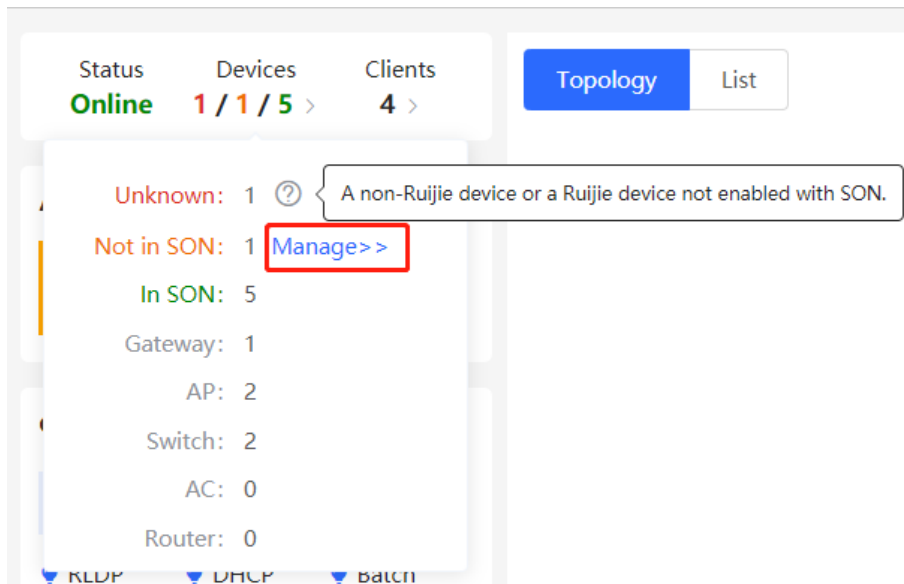 Status Devices Clients
Online 1 / 1 / 5 > 4 >
Topology List
Unknown: 1 ? A non-Ruijie device or a Ruijie device not enabled with SON.
Not in SON: 1 Manage>>
In SON: 5
Gateway: 1
AP: 2
Switch: 2
AC: 0
Router: 0
RLDP DHCP Batch